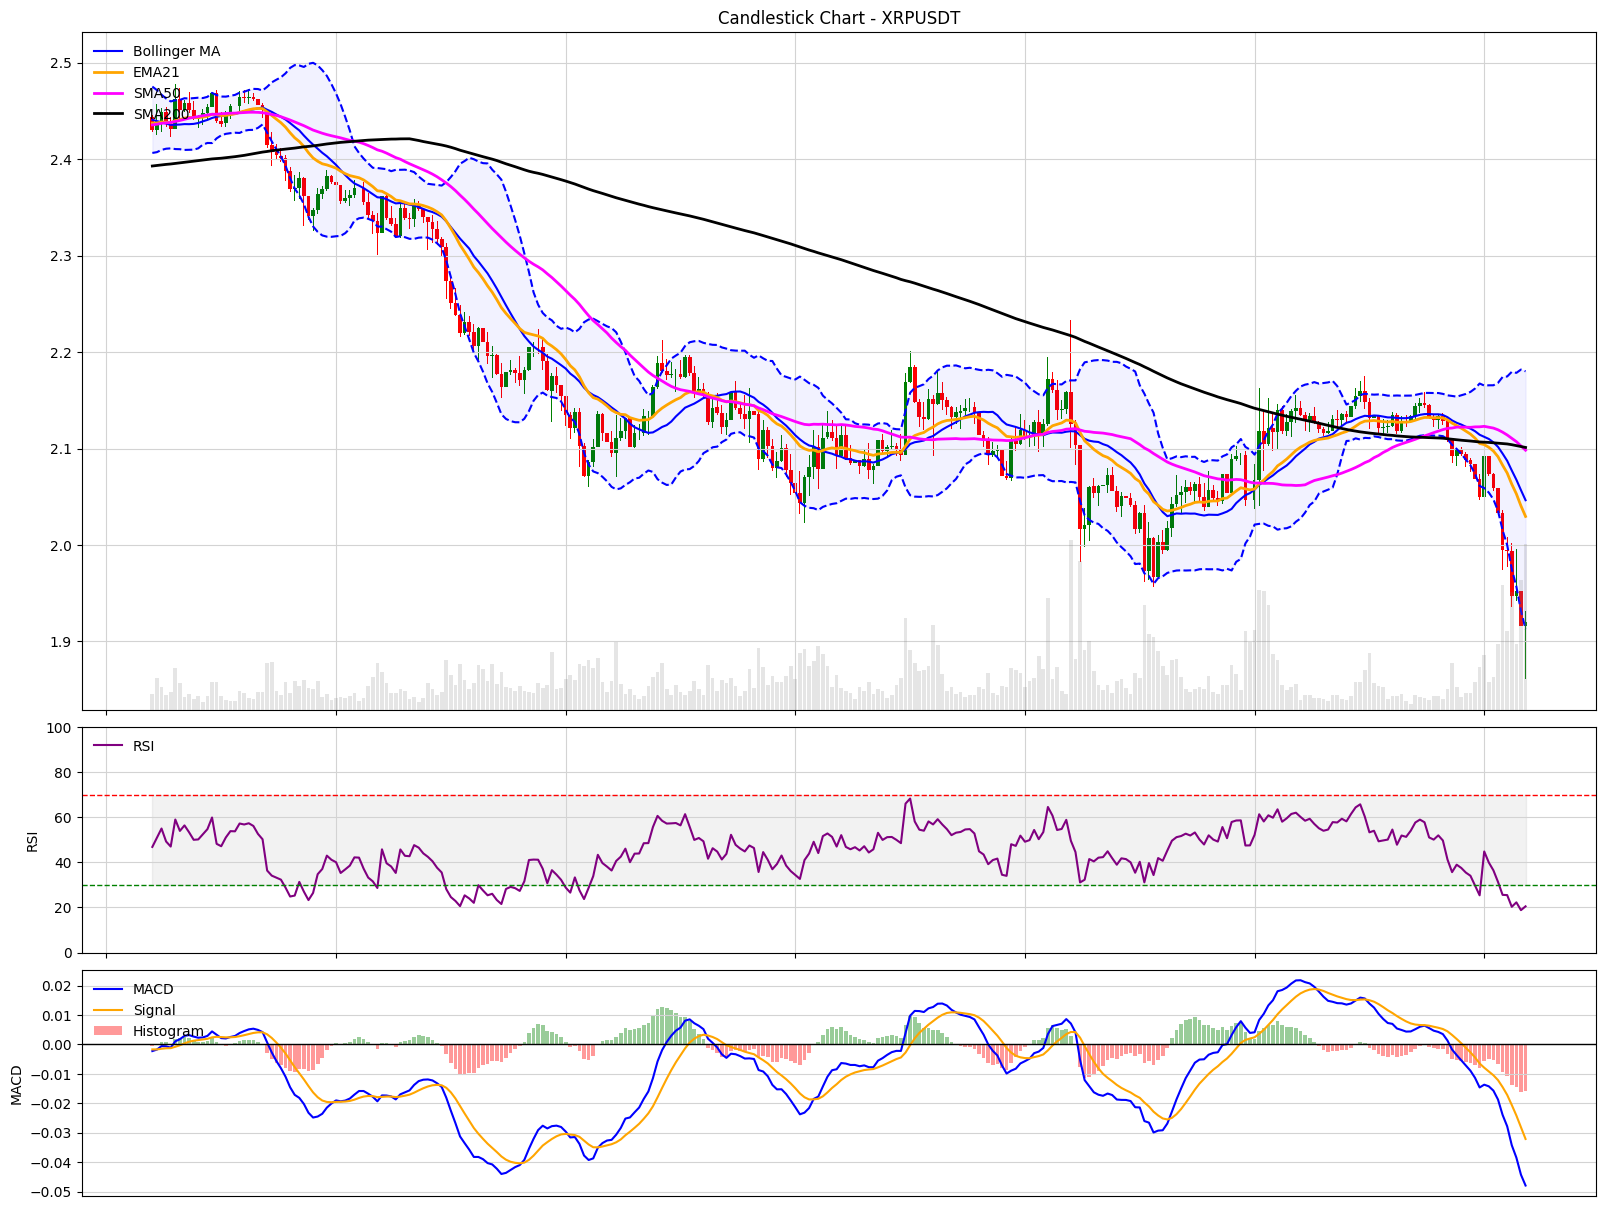 Candlestick Chart - XRPUSDT
Bollinger MA
EMA21
SMA50
SMA200
2.5
2.4
2.3
2.2
2.1
2.0
1.9
RSI
RSI
100
80
60
40
20
0
MACD
Signal
Histogram
MACD
0.02
0.01
0.00
−0.01
−0.02
−0.03
−0.04
−0.05